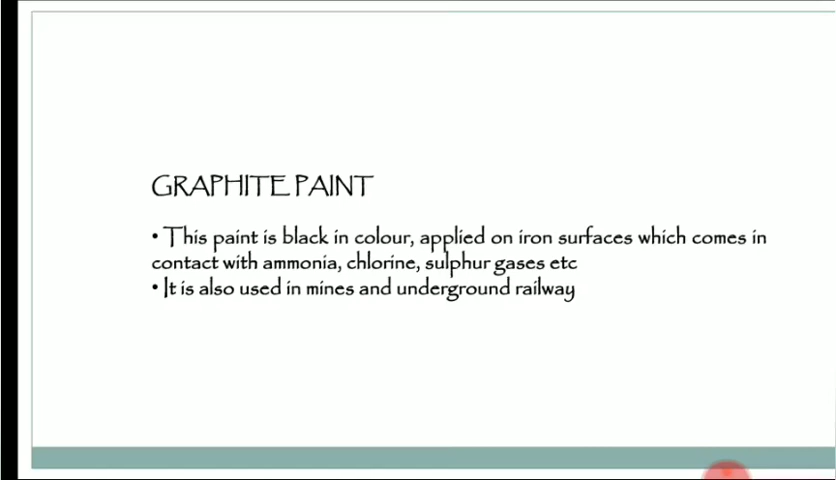 GRAPHITE PAINT
• This paint is black in colour, applied on iron surfaces which comes in
contact with ammonia, chlorine, sulphur gases etc
• It is also used in mines and underground railway